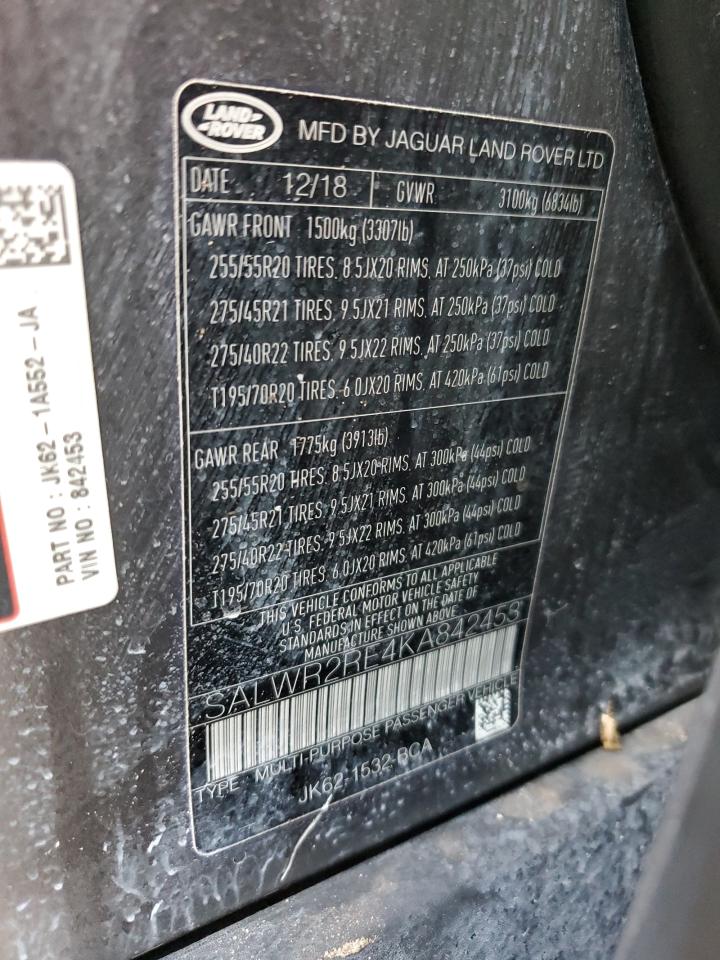 LAND ROVER
MFD BY JAGUAR LAND ROVER LTD
DATE 12/18 GVWR 3100kg (6834lb)
GAWR FRONT 1500kg (3307lb)
255/55R20 TIRES, 8.5JX20 RIMS, AT 250kPa (37psi) COLD
275/45R21 TIRES, 9.5JX21 RIMS, AT 250kPa (37psi) COLD
275/40R22 TIRES, 9.5JX22 RIMS, AT 250kPa (37psi) COLD
T195/70R20 TIRES, 6.0JX20 RIMS, AT 420kPa (61psi) COLD
GAWR REAR 1775kg (3913lb)
255/55R20 TIRES, 8.5JX20 RIMS, AT 300kPa (44psi) COLD
275/45R21 TIRES, 9.5JX21 RIMS, AT 300kPa (44psi) COLD
275/40R22 TIRES, 9.5JX22 RIMS, AT 300kPa (44psi) COLD
T195/70R20 TIRES, 6.0JX20 RIMS, AT 420kPa (61psi) COLD
THIS VEHICLE CONFORMS TO ALL APPLICABLE
U.S. FEDERAL MOTOR VEHICLE SAFETY
STANDARDS IN EFFECT ON THE DATE OF
MANUFACTURE SHOWN ABOVE
SALWR2RE4KA842453
TYPE MULTI-PURPOSE PASSENGER VEHICLE
JK62 1532 BCA
PART NO : JK62 - 1A552 - JA
VIN NO : 842453